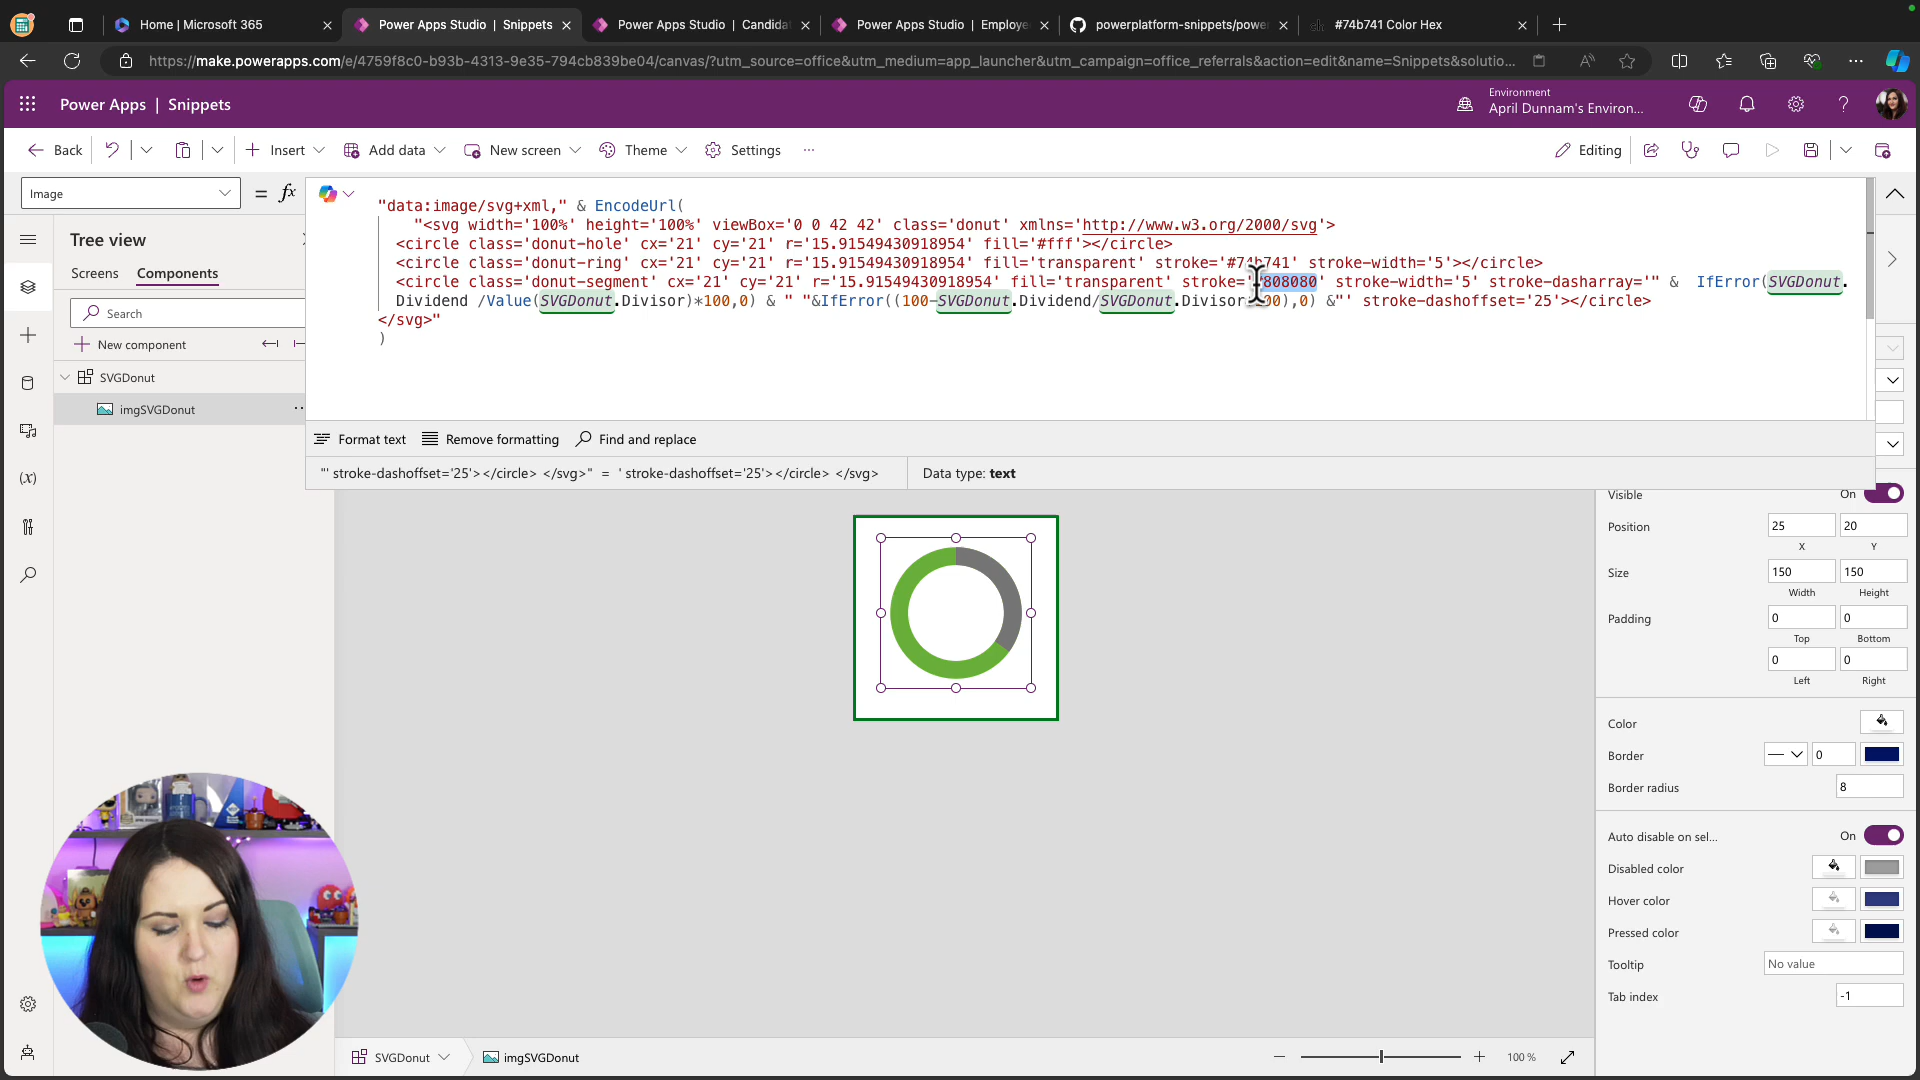 Home | Microsoft 365
Power Apps Studio | Snippets
Power Apps Studio | Candida
Power Apps Studio | Employe
powerplatform-snippets/power
#74b741 Color Hex
https://make.powerapps.com/e/4759f8c0-b93b-4313-9e35-794cb839be04/canvas/?utm_source=office&utm_medium=app_launcher&utm_campaign=office_referrals&action=edit&name=Snippets&solutio...
Power Apps | Snippets
Environment
April Dunnam's Environ...
Back
Insert
Add data
New screen
Theme
Settings
Editing
Image
= fx
"data:image/svg+xml," & EncodeUrl(
"<svg width='100%' height='100%' viewBox='0 0 42 42' class='donut' xmlns='http://www.w3.org/2000/svg'>
<circle class='donut-hole' cx='21' cy='21' r='15.91549430918954' fill='#fff'></circle>
<circle class='donut-ring' cx='21' cy='21' r='15.91549430918954' fill='transparent' stroke='#74b741' stroke-width='5'></circle>
<circle class='donut-segment' cx='21' cy='21' r='15.91549430918954' fill='transparent' stroke='#808080' stroke-width='5' stroke-dasharray='" & IfError(SVGDonut.
Dividend /Value(SVGDonut.Divisor)*100,0) & " "&IfError((100-SVGDonut.Dividend/SVGDonut.Divisor*100),0) &"' stroke-dashoffset='25'></circle>
</svg>"
)
Format text
Remove formatting
Find and replace
"' stroke-dashoffset='25'></circle> </svg>" = ' stroke-dashoffset='25'></circle> </svg>
Data type: text
Tree view
Screens
Components
Search
New component
SVGDonut
imgSVGDonut
Visible
On
Position
25
20
X
Y
Size
150
150
Width
Height
Padding
0
0
Top
Bottom
0
0
Left
Right
Color
Border
0
Border radius
8
Auto disable on sel...
On
Disabled color
Hover color
Pressed color
Tooltip
No value
Tab index
-1
SVGDonut
imgSVGDonut
100 %